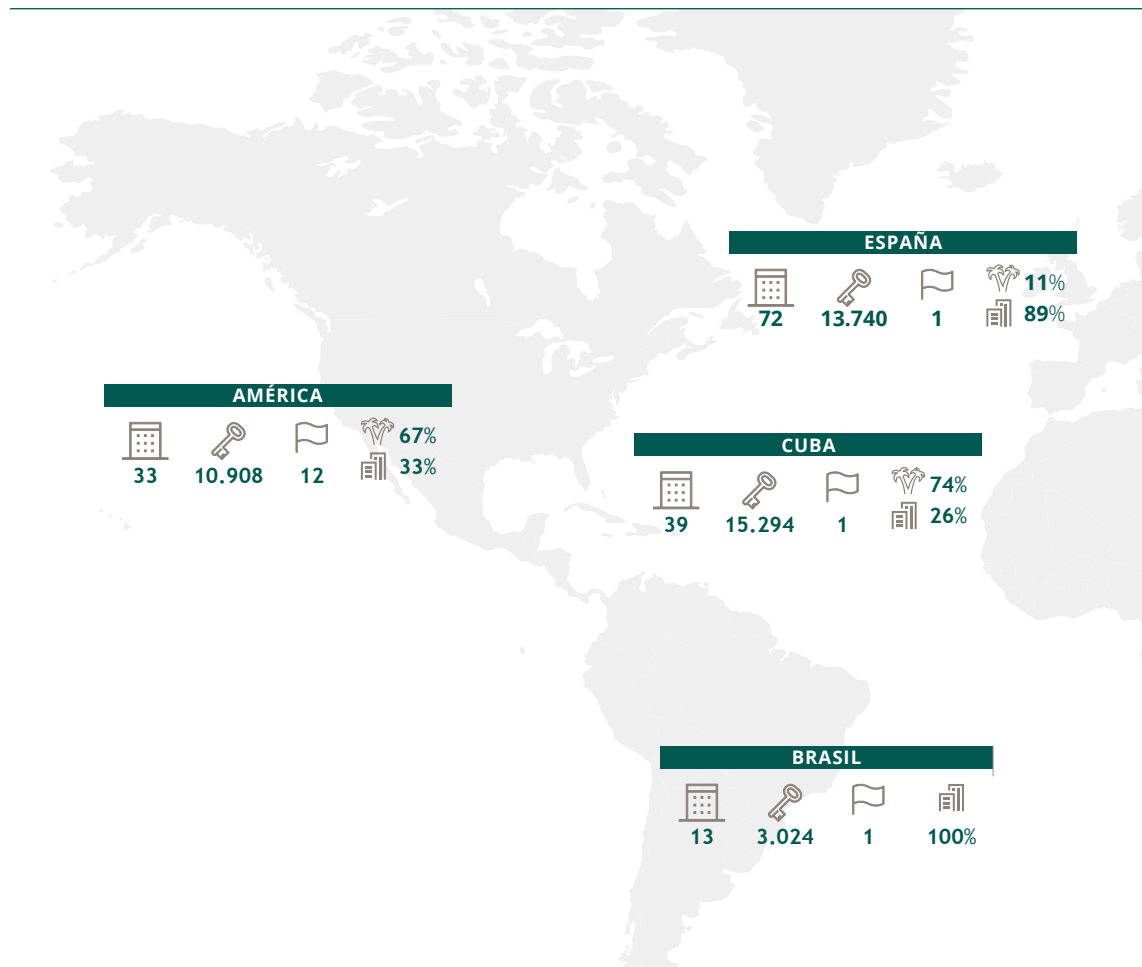 ESPAÑA
11%
89%
72 13.740 1
AMÉRICA
67%
33%
33 10.908 12
CUBA
74%
26%
39 15.294 1
BRASIL
13 3.024 1 100%